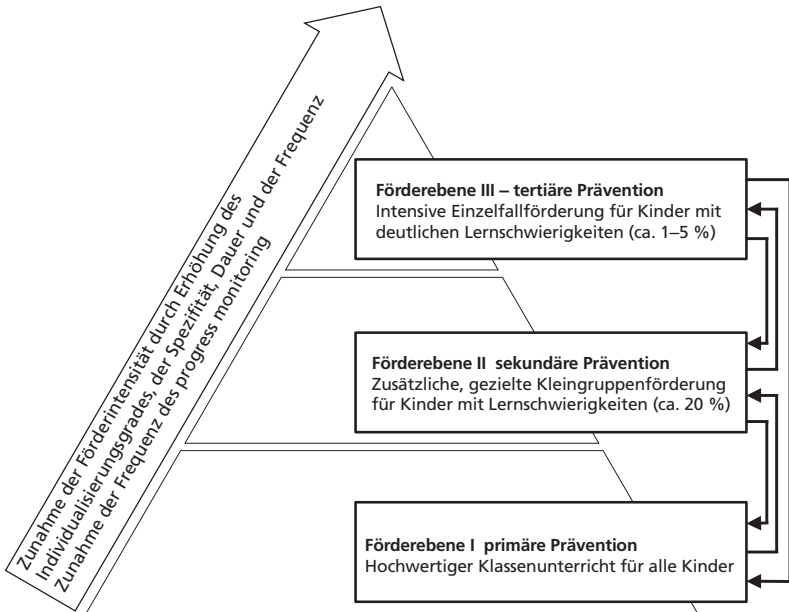 Zunahme der Förderintensität durch Erhöhung des
Individualisierungsgrades, der Spezifität, Dauer und der Frequenz
Zunahme der Frequenz des progress monitoring
Förderebene III – tertiäre Prävention
Intensive Einzelfallförderung für Kinder mit
deutlichen Lernschwierigkeiten (ca. 1–5 %)
Förderebene II sekundäre Prävention
Zusätzliche, gezielte Kleingruppenförderung
für Kinder mit Lernschwierigkeiten (ca. 20 %)
Förderebene I primäre Prävention
Hochwertiger Klassenunterricht für alle Kinder